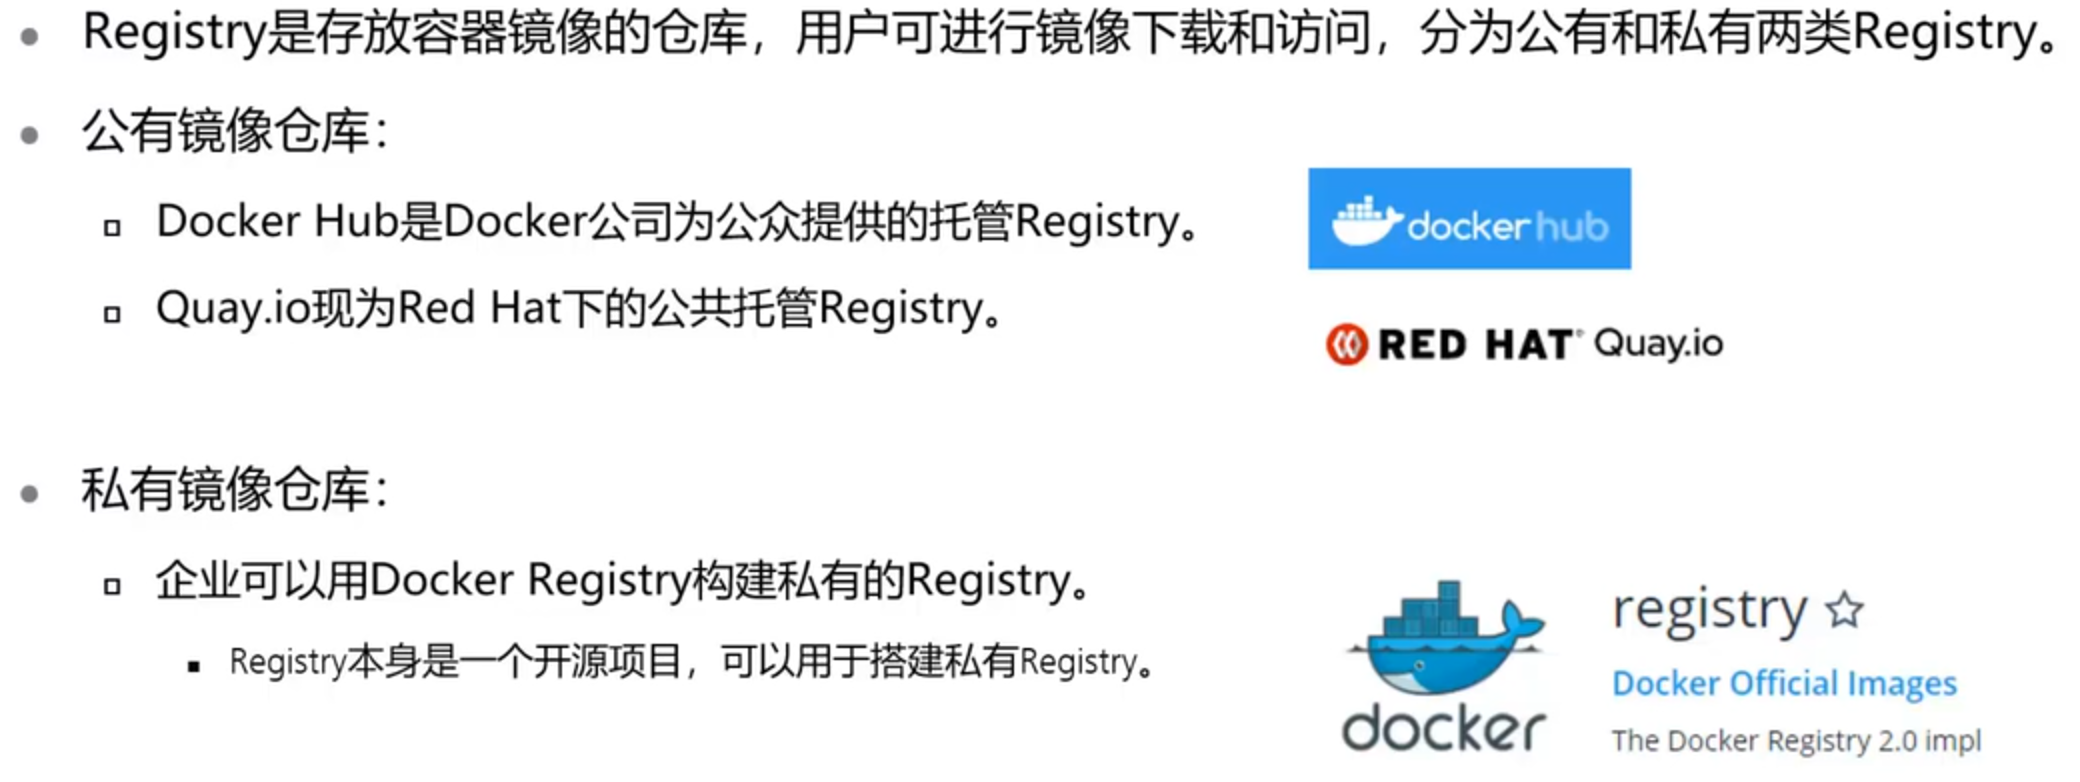 Registry是存放容器镜像的仓库，用户可进行镜像下载和访问，分为公有和私有两类Registry。
公有镜像仓库：
Docker Hub是Docker公司为公众提供的托管Registry。
dockerhub
Quay.io现为Red Hat下的公共托管Registry。
RED HAT Quay.io
私有镜像仓库：
企业可以用Docker Registry构建私有的Registry。
Registry本身是一个开源项目，可以用于搭建私有Registry。
docker
registry
Docker Official Images
The Docker Registry 2.0 impl